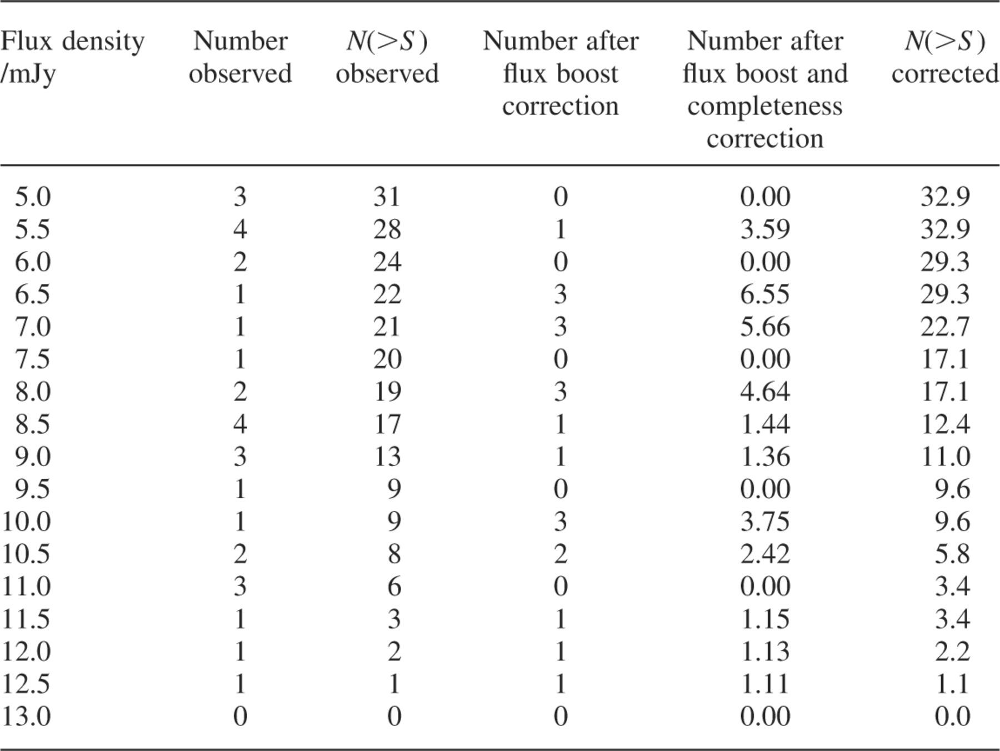 Flux density Number N(>S) Number after Number after N(>S)
/mJy observed observed flux boost flux boost and corrected
correction completeness
correction
5.0 3 31 0 0.00 32.9
5.5 4 28 1 3.59 32.9
6.0 2 24 0 0.00 29.3
6.5 1 22 3 6.55 29.3
7.0 1 21 3 5.66 22.7
7.5 1 20 0 0.00 17.1
8.0 2 19 3 4.64 17.1
8.5 4 17 1 1.44 12.4
9.0 3 13 1 1.36 11.0
9.5 1 9 0 0.00 9.6
10.0 1 9 3 3.75 9.6
10.5 2 8 2 2.42 5.8
11.0 3 6 0 0.00 3.4
11.5 1 3 1 1.15 3.4
12.0 1 2 1 1.13 2.2
12.5 1 1 1 1.11 1.1
13.0 0 0 0 0.00 0.0